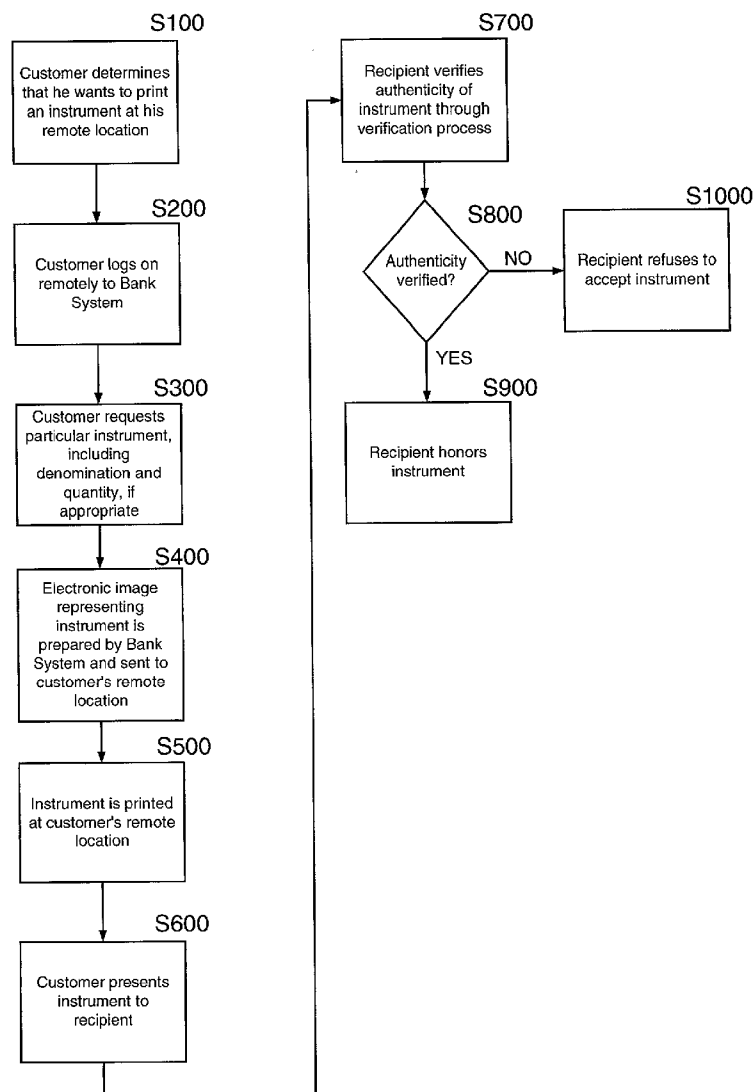 S100
Customer determines
that he wants to print
an instrument at his
remote location
S200
Customer logs on
remotely to Bank
System
S300
Customer requests
particular instrument,
including
denomination and
quantity, if
appropriate
S400
Electronic image
representing
instrument is
prepared by Bank
System and sent to
customer's remote
location
S500
Instrument is printed
at customer's remote
location
S600
Customer presents
instrument to
recipient
S700
Recipient verifies
authenticity of
instrument through
verification process
S800
Authenticity
verified?
NO
S1000
Recipient refuses to
accept instrument
YES
S900
Recipient honors
instrument